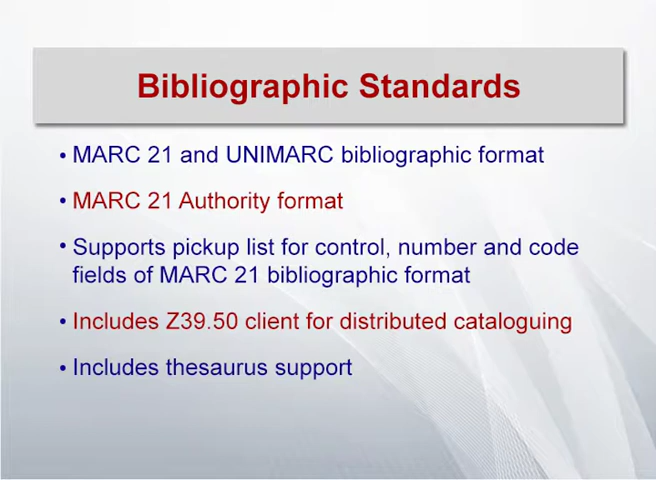 Bibliographic Standards
• MARC 21 and UNIMARC bibliographic format
• MARC 21 Authority format
• Supports pickup list for control, number and code
fields of MARC 21 bibliographic format
• Includes Z39.50 client for distributed cataloguing
• Includes thesaurus support